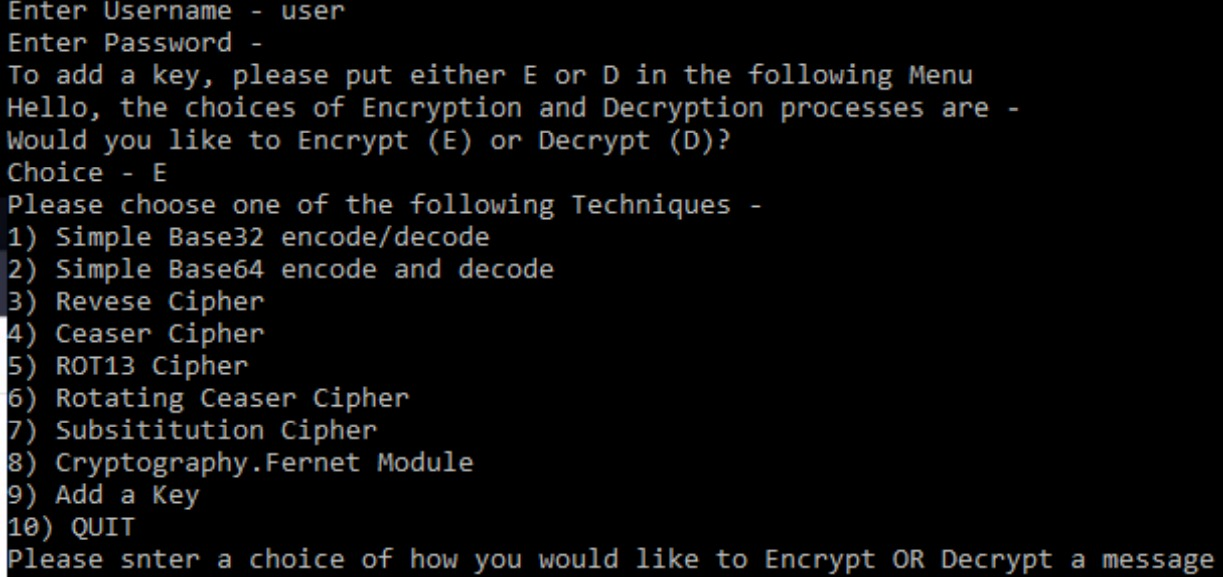 Enter Username - user
Enter Password -
To add a key, please put either E or D in the following Menu
Hello, the choices of Encryption and Decryption processes are -
Would you like to Encrypt (E) or Decrypt (D)?
Choice - E
Please choose one of the following Techniques -
1) Simple Base32 encode/decode
2) Simple Base64 encode and decode
3) Revese Cipher
4) Ceaser Cipher
5) ROT13 Cipher
6) Rotating Ceaser Cipher
7) Subsititution Cipher
8) Cryptography.Fernet Module
9) Add a Key
10) QUIT
Please snter a choice of how you would like to Encrypt OR Decrypt a message